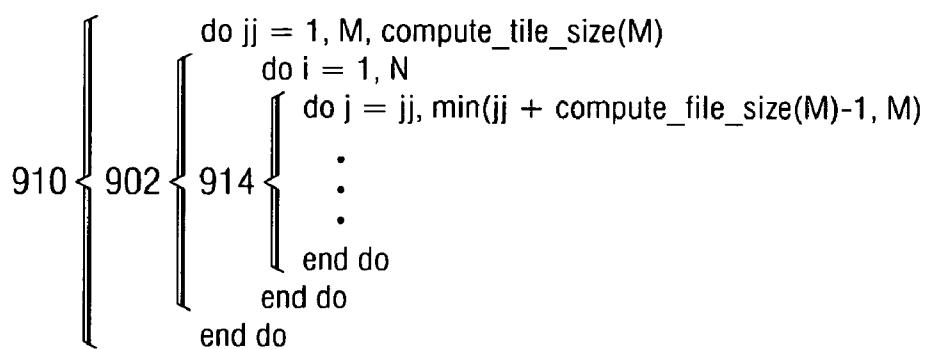 do jj = 1, M, compute_tile_size(M)
do i = 1, N
do j = jj, min(jj + compute_file_size(M)-1, M)
910 902 914
.
.
.
end do
end do
end do